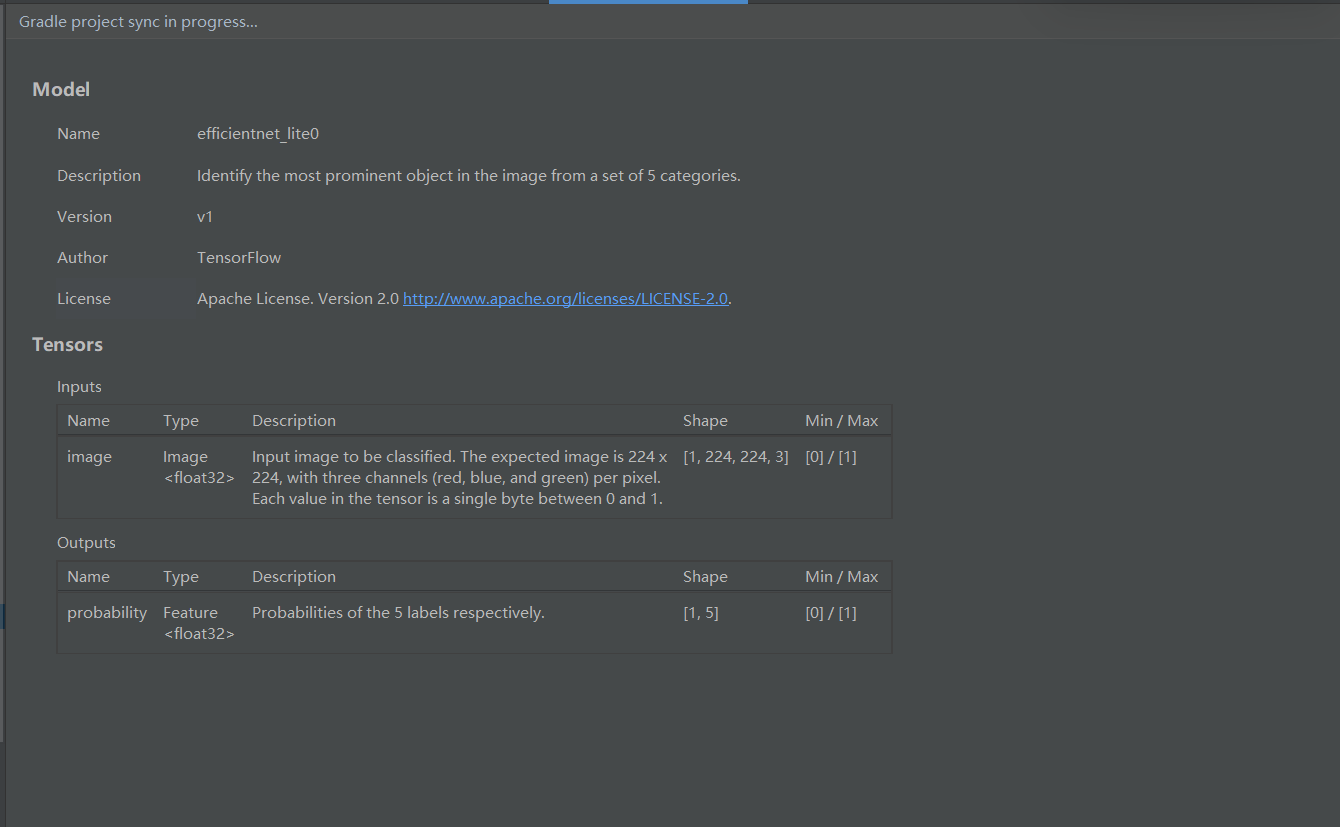 Gradle project sync in progress...
Model
Name efficientnet_lite0
Description Identify the most prominent object in the image from a set of 5 categories.
Version v1
Author TensorFlow
License Apache License. Version 2.0 http://www.apache.org/licenses/LICENSE-2.0.
Tensors
Inputs
Name Type Description Shape Min / Max
image Image Input image to be classified. The expected image is 224 x [1, 224, 224, 3] [0] / [1]
<float32> 224, with three channels (red, blue, and green) per pixel.
Each value in the tensor is a single byte between 0 and 1.
Outputs
Name Type Description Shape Min / Max
probability Feature Probabilities of the 5 labels respectively. [1, 5] [0] / [1]
<float32>